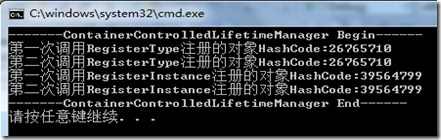 C:\windows\system32\cmd.exe
-------ContainerControlledLifetimeManager Begin------
第一次调用RegisterType注册的对象HashCode:26765710
第二次调用RegisterType注册的对象HashCode:26765710
第一次调用RegisterInstance注册的对象HashCode:39564799
第二次调用RegisterInstance注册的对象HashCode:39564799
-------ContainerControlledLifetimeManager End------
请按任意键继续. . .